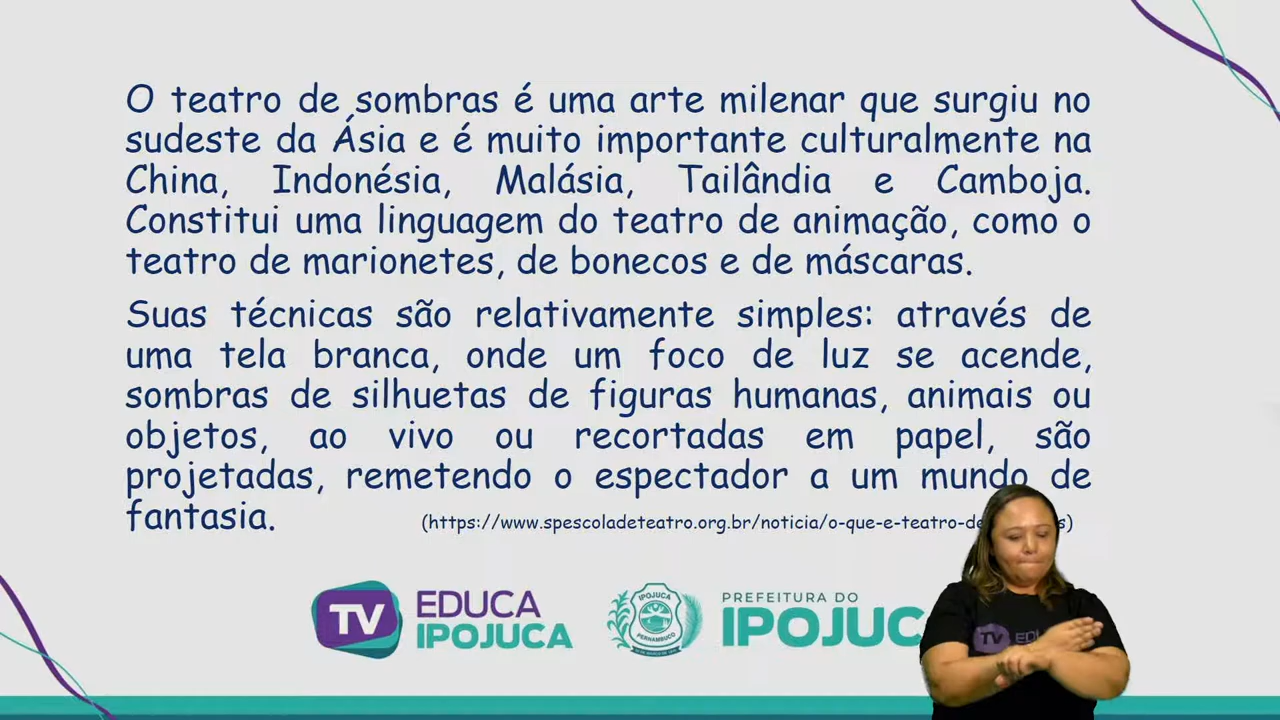 O teatro de sombras é uma arte milenar que surgiu no
sudeste da Ásia e é muito importante culturalmente na
China, Indonésia, Malásia, Tailândia e Camboja.
Constitui uma linguagem do teatro de animação, como o
teatro de marionetes, de bonecos e de máscaras.
Suas técnicas são relativamente simples: através de
uma tela branca, onde um foco de luz se acende,
sombras de silhuetas de figuras humanas, animais ou
objetos, ao vivo ou recortadas em papel, são
projetadas, remetendo o espectador a um mundo de
fantasia.
(https://www.spescoladeteatro.org.br/noticia/o-que-e-teatro-de
TV EDUCA
IPOJUCA
IPOJUCA
PERNAMBUCO
PREFEITURA DO
IPOJUC
TV